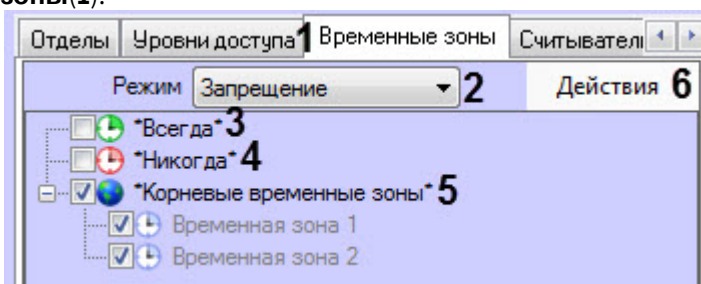 зоны(1).
Отделы Уровни доступа 1 Временные зоны
Режим Запрещение 2 Действия 6
*Всегда* 3
*Никогда* 4
*Корневые временные зоны* 5
Временная зона 1
Временная зона 2